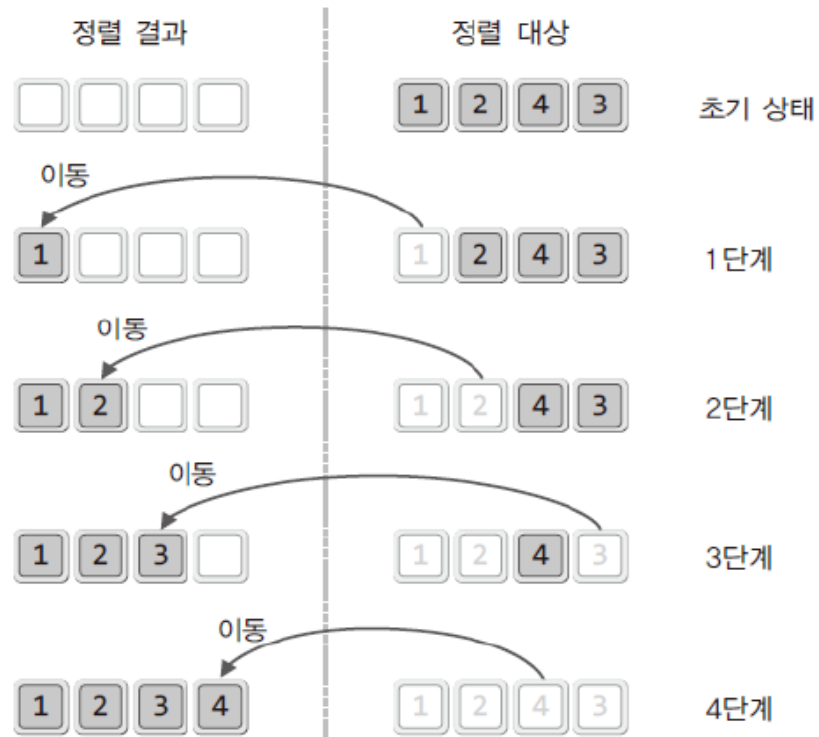 정렬 결과 정렬 대상
1 2 4 3 초기 상태
이동
1 1 2 4 3 1단계
이동
1 2 1 2 4 3 2단계
이동
1 2 3 1 2 4 3 3단계
이동
1 2 3 4 1 2 4 3 4단계